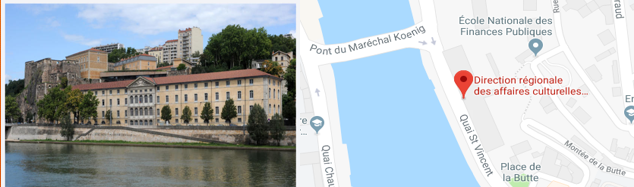 Pont du Maréchal Koenig
École Nationale des
Finances Publiques
Direction régionale
des affaires culturelles...
Quai St Vincent
Quai Chau
Place de
la Butte
Montée de la Butte